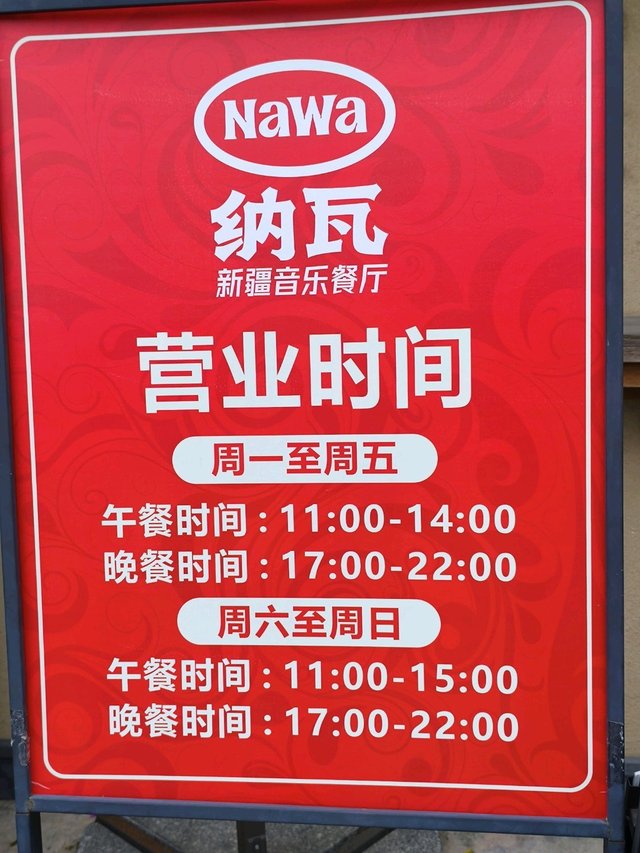 NaWa
纳瓦
新疆音乐餐厅
营业时间
周一至周五
午餐时间：11:00-14:00
晚餐时间：17:00-22:00
周六至周日
午餐时间：11:00-15:00
晚餐时间：17:00-22:00